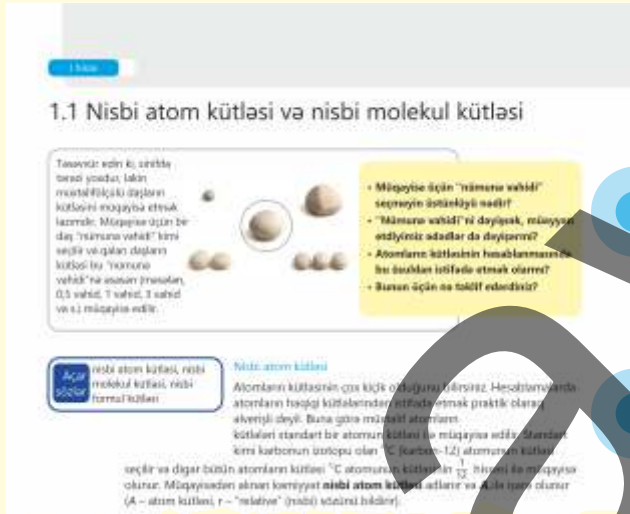 I fəsil
1.1 Nisbi atom kütləsi və nisbi molekul kütləsi
Təsəvvür edin ki, sinifdə
tərəzi yoxdur, lakin
müxtəlifölçülü daşların
kütləsini müqayisə etmək
lazımdır. Müqayisə üçün bir
daş "nümunə vahidi" kimi
seçilir və qalan daşların
kütləsi bu "nümunə
vahidi"nə əsasən (məsələn,
0,5 vahid, 1 vahid, 3 vahid
və s.) müqayisə edilir.
• Müqayisə üçün "nümunə vahidi"
seçməyin üstünlüyü nədir?
• "Nümunə vahidi"ni dəyişsək, müəyyən
etdiyimiz ədədlər də dəyişərmi?
• Atomların kütləsinin hesablanmasında
bu üsuldan istifadə etmək olarmı?
• Bunun üçün nə təklif edərdiniz?
Açar
sözlər
nisbi atom kütləsi, nisbi
molekul kütləsi, nisbi
formul kütləsi
Nisbi atom kütləsi
Atomların kütləsinin çox kiçik olduğunu bilirsiniz. Hesablamalarda
atomların həqiqi kütlələrindən istifadə etmək praktik olaraq
əlverişli deyil. Buna görə müxtəlif atomların
kütlələri standart bir atomun kütləsi ilə müqayisə edilir. Standart
kimi karbonun izotopu olan ¹²C (karbon-12) atomunun kütləsi
seçilir və digər bütün atomların kütləsi ¹²C atomunun kütləsinin 1/12 hissəsi ilə müqayisə
olunur. Müqayisədən alınan kəmiyyət nisbi atom kütləsi adlanır və Aᵣ ilə işarə olunur
(A – atom kütləsi, r – "relative" (nisbi) sözünü bildirir).